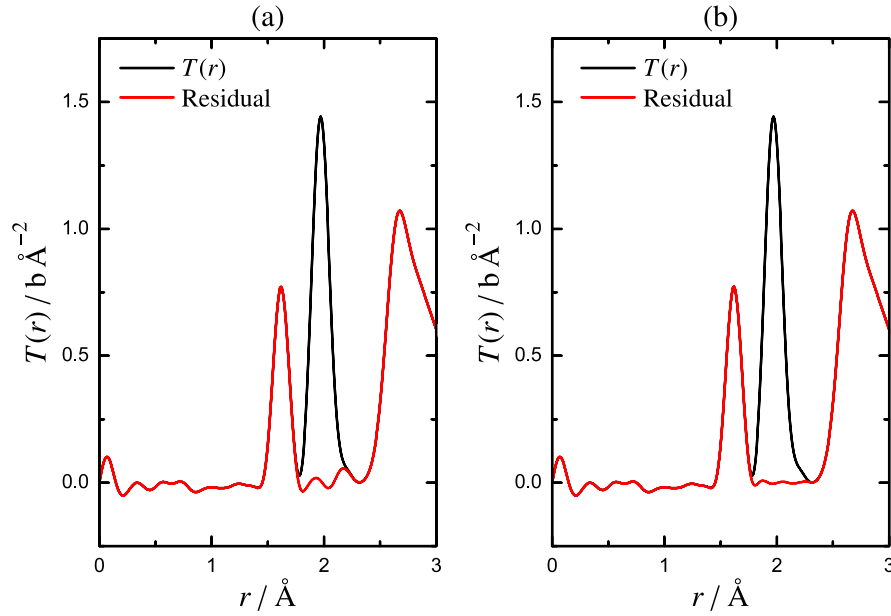 (a)
T(r)
Residual
1.5
1.0
0.5
0.0
T(r) / b Å⁻²
0 1 2 3
r / Å
(b)
T(r)
Residual
1.5
1.0
0.5
0.0
T(r) / b Å⁻²
0 1 2 3
r / Å